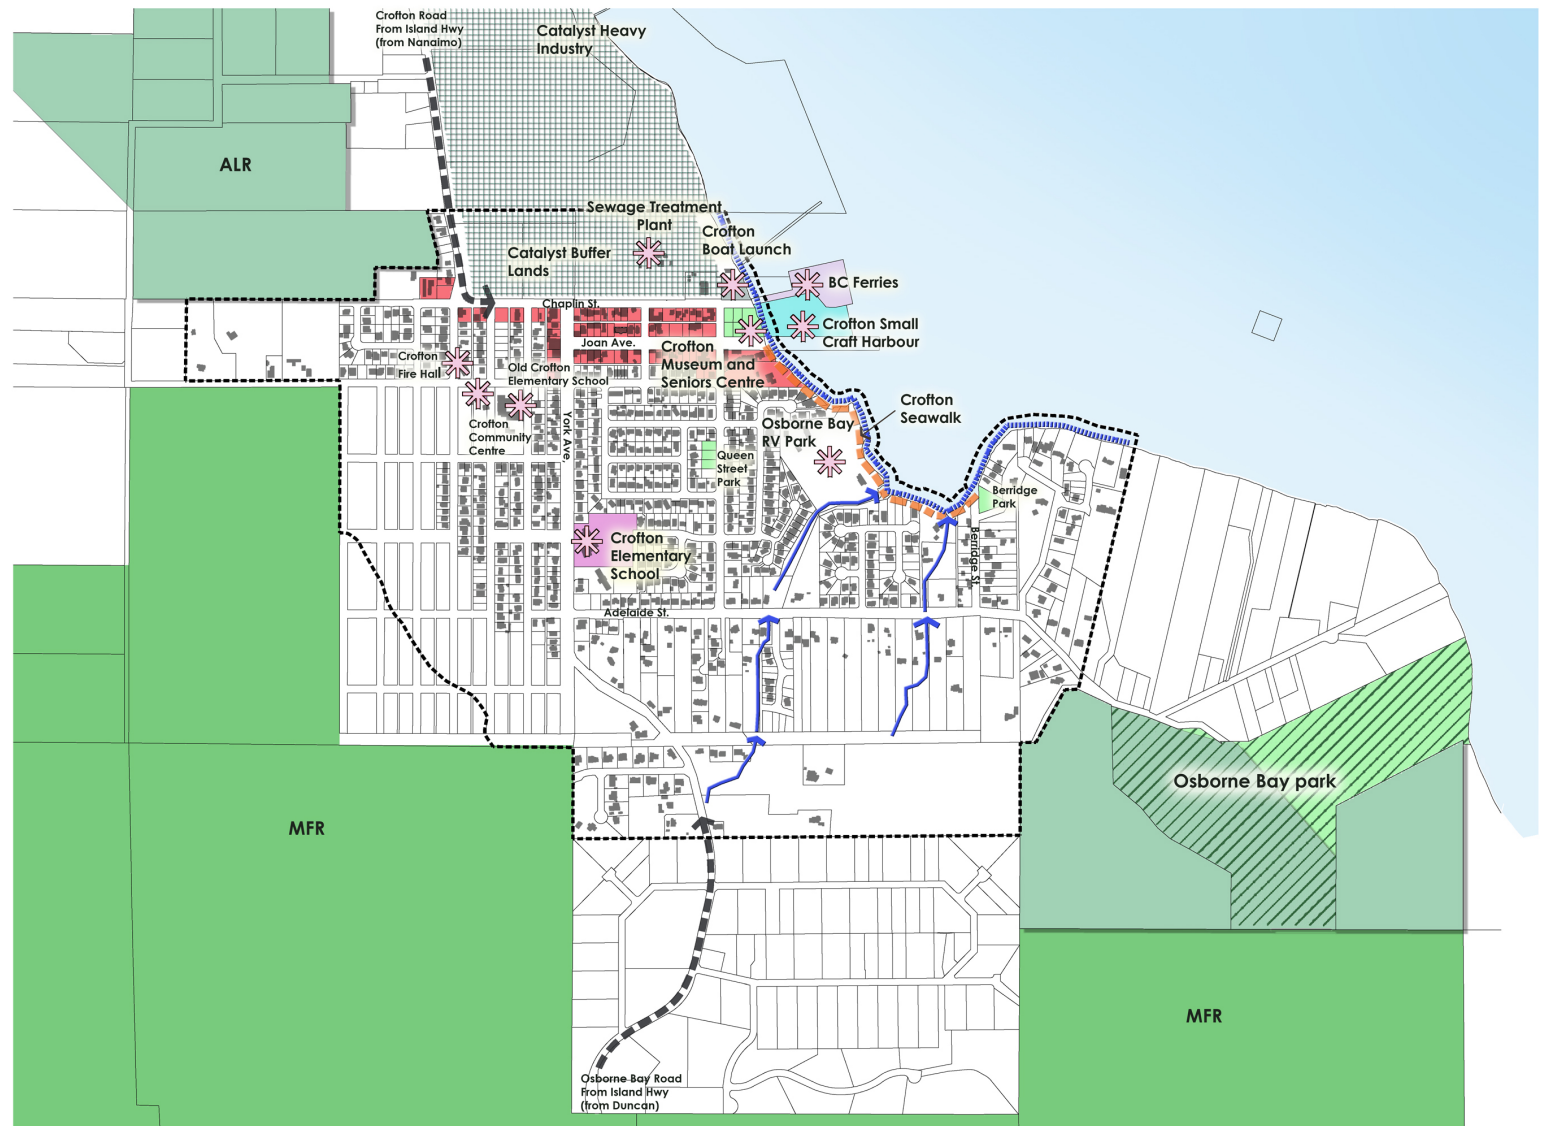 Crofton Road
From Island Hwy
(from Nanaimo)
Catalyst Heavy
Industry
ALR
Sewage Treatment
Plant
Crofton
Boat Launch
Catalyst Buffer
Lands
BC Ferries
Chaplin St.
Crofton Small
Craft Harbour
Joan Ave.
Crofton
Museum and
Seniors Centre
Crofton
Fire Hall
Old Crofton
Elementary School
Crofton
Seawalk
York Ave.
Crofton
Community
Centre
Osborne Bay
RV Park
Queen
Street
Park
Berridge
Park
Berridge St.
Crofton
Elementary
School
Adelaide St.
Osborne Bay park
MFR
MFR
Osborne Bay Road
From Island Hwy
(from Duncan)